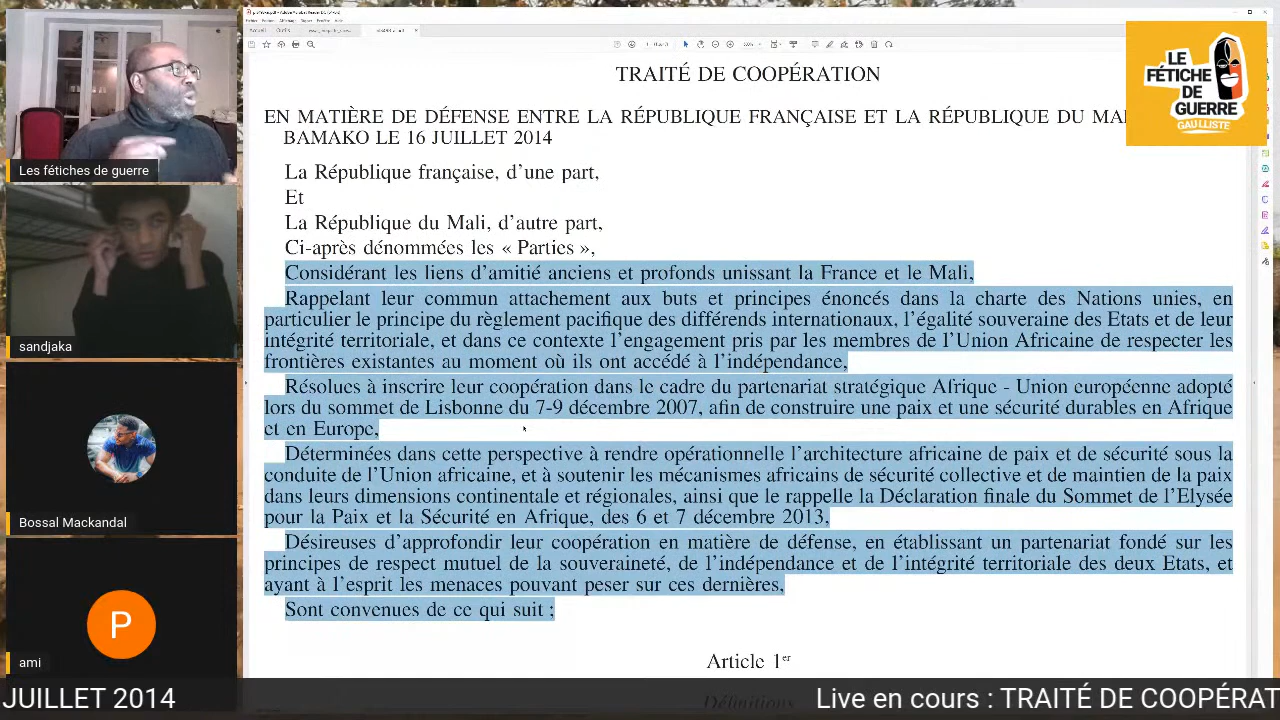 Les fétiches de guerre
sandjaka
Bossal Mackandal
P
ami
LE
FÉTICHE
DE
GUERRE
GAULLISTE
TRAITÉ DE COOPÉRATION
EN MATIÈRE DE DÉFENSE ENTRE LA RÉPUBLIQUE FRANÇAISE ET LA RÉPUBLIQUE DU
BAMAKO LE 16 JUILLET 2014
La République française, d’une part,
Et
La République du Mali, d’autre part,
Ci-après dénommées les « Parties »,
Considérant les liens d’amitié anciens et profonds unissant la France et le Mali,
Rappelant leur commun attachement aux buts et principes énoncés dans la charte des Nations unies, en
particulier le principe du règlement pacifique des différends internationaux, l’égalité souveraine des Etats et de leur
intégrité territoriale, et dans ce contexte l’engagement pris par les membres de l’Union Africaine de respecter les
frontières existantes au moment où ils ont accédé à l’indépendance,
Résolues à inscrire leur coopération dans le cadre du partenariat stratégique Afrique - Union européenne adopté
lors du sommet de Lisbonne du 7-9 décembre 2007, afin de construire une paix et une sécurité durables en Afrique
et en Europe,
Déterminées dans cette perspective à rendre opérationnelle l’architecture africaine de paix et de sécurité sous la
conduite de l’Union africaine, et à soutenir les mécanismes africains de sécurité collective et de maintien de la paix
dans leurs dimensions continentale et régionales, ainsi que le rappelle la Déclaration finale du Sommet de l’Elysée
pour la Paix et la Sécurité en Afrique, des 6 et 7 décembre 2013,
Désireuses d’approfondir leur coopération en matière de défense, en établissant un partenariat fondé sur les
principes de respect mutuel de la souveraineté, de l’indépendance et de l’intégrité territoriale des deux Etats, et
ayant à l’esprit les menaces pouvant peser sur ces dernières,
Sont convenues de ce qui suit ;
Article 1er
Définitions
JUILLET 2014
Live en cours : TRAITÉ DE COOPÉRAT